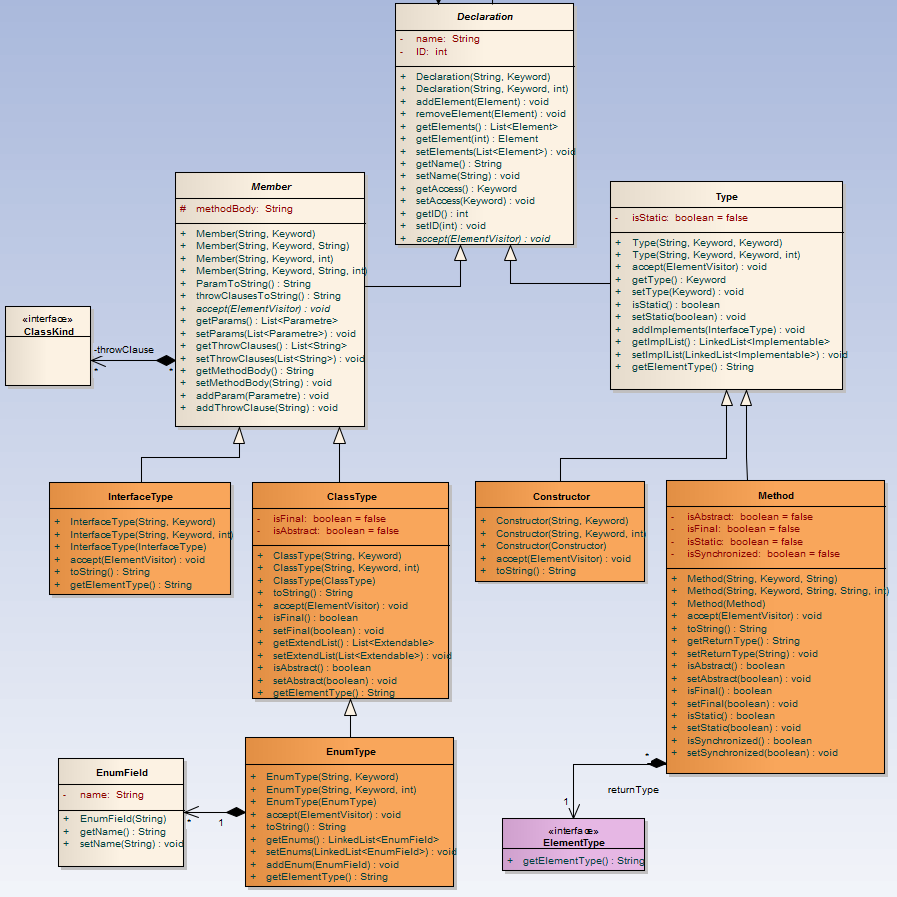 Declaration
- name: String
- ID: int
+ Declaration(String, Keyword)
+ Declaration(String, Keyword, int)
+ addElement(Element) : void
+ removeElement(Element) : void
+ getElements() : List<Element>
+ getElement(int) : Element
+ setElements(List<Element>) : void
+ getName() : String
+ setName(String) : void
+ getAccess() : Keyword
+ setAccess(Keyword) : void
+ getID() : int
+ setID(int) : void
+ accept(ElementVisitor) : void
Member
# methodBody: String
+ Member(String, Keyword)
+ Member(String, Keyword, String)
+ Member(String, Keyword, int)
+ Member(String, Keyword, String, int)
+ ParamToString() : String
+ throwClausesToString() : String
+ accept(ElementVisitor) : void
+ getParams() : List<Parametre>
+ setParams(List<Parametre>) : void
+ getThrowClauses() : List<String>
+ setThrowClauses(List<String>) : void
+ getMethodBody() : String
+ setMethodBody(String) : void
+ addParam(Parametre) : void
+ addThrowClause(String) : void
Type
- isStatic: boolean = false
+ Type(String, Keyword, Keyword)
+ Type(String, Keyword, Keyword, int)
+ accept(ElementVisitor) : void
+ getType() : Keyword
+ setType(Keyword) : void
+ isStatic() : boolean
+ setStatic(boolean) : void
+ addImplements(InterfaceType) : void
+ getImplList() : LinkedList<Implementable>
+ setImplList(LinkedList<Implementable>) : void
+ getElementType() : String
«interface»
ClassKind
-throwClause
*
*
InterfaceType
+ InterfaceType(String, Keyword)
+ InterfaceType(String, Keyword, int)
+ InterfaceType(InterfaceType)
+ accept(ElementVisitor) : void
+ toString() : String
+ getElementType() : String
ClassType
- isFinal: boolean = false
- isAbstract: boolean = false
+ ClassType(String, Keyword)
+ ClassType(String, Keyword, int)
+ ClassType(ClassType)
+ toString() : String
+ accept(ElementVisitor) : void
+ isFinal() : boolean
+ setFinal(boolean) : void
+ getExtendList() : List<Extendable>
+ setExtendList(List<Extendable>) : void
+ isAbstract() : boolean
+ setAbstract(boolean) : void
+ getElementType() : String
Constructor
+ Constructor(String, Keyword)
+ Constructor(String, Keyword, int)
+ Constructor(Constructor)
+ accept(ElementVisitor) : void
+ toString() : String
Method
- isAbstract: boolean = false
- isFinal: boolean = false
- isStatic: boolean = false
- isSynchronized: boolean = false
+ Method(String, Keyword, String)
+ Method(String, Keyword, String, String, int)
+ Method(Method)
+ accept(ElementVisitor) : void
+ toString() : String
+ getReturnType() : String
+ setReturnType(String) : void
+ isAbstract() : boolean
+ setAbstract(boolean) : void
+ isFinal() : boolean
+ setFinal(boolean) : void
+ isStatic() : boolean
+ setStatic(boolean) : void
+ isSynchronized() : boolean
+ setSynchronized(boolean) : void
EnumField
- name: String
+ EnumField(String)
+ getName() : String
+ setName(String) : void
*
1
EnumType
+ EnumType(String, Keyword)
+ EnumType(String, Keyword, int)
+ EnumType(EnumType)
+ accept(ElementVisitor) : void
+ toString() : String
+ getEnums() : LinkedList<EnumField>
+ setEnums(LinkedList<EnumField>) : void
+ addEnum(EnumField) : void
+ getElementType() : String
*
returnType
1
«interface»
ElementType
+ getElementType() : String